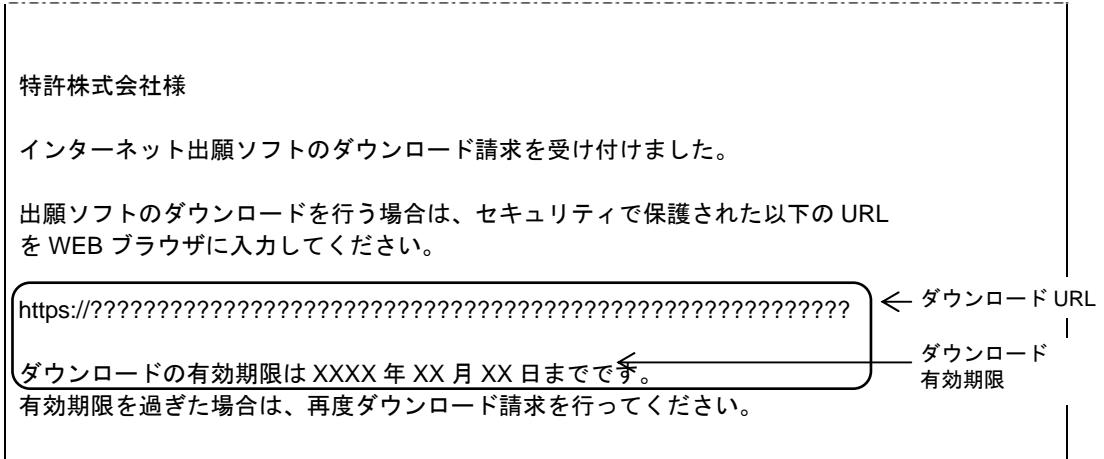 特許株式会社様
インターネット出願ソフトのダウンロード請求を受け付けました。
出願ソフトのダウンロードを行う場合は、セキュリティで保護された以下の URL
を WEB ブラウザに入力してください。
https://?????????????????????????????????????????????????????????
ダウンロード URL
ダウンロードの有効期限は XXXX 年 XX 月 XX 日までです。
ダウンロード
有効期限
有効期限を過ぎた場合は、再度ダウンロード請求を行ってください。